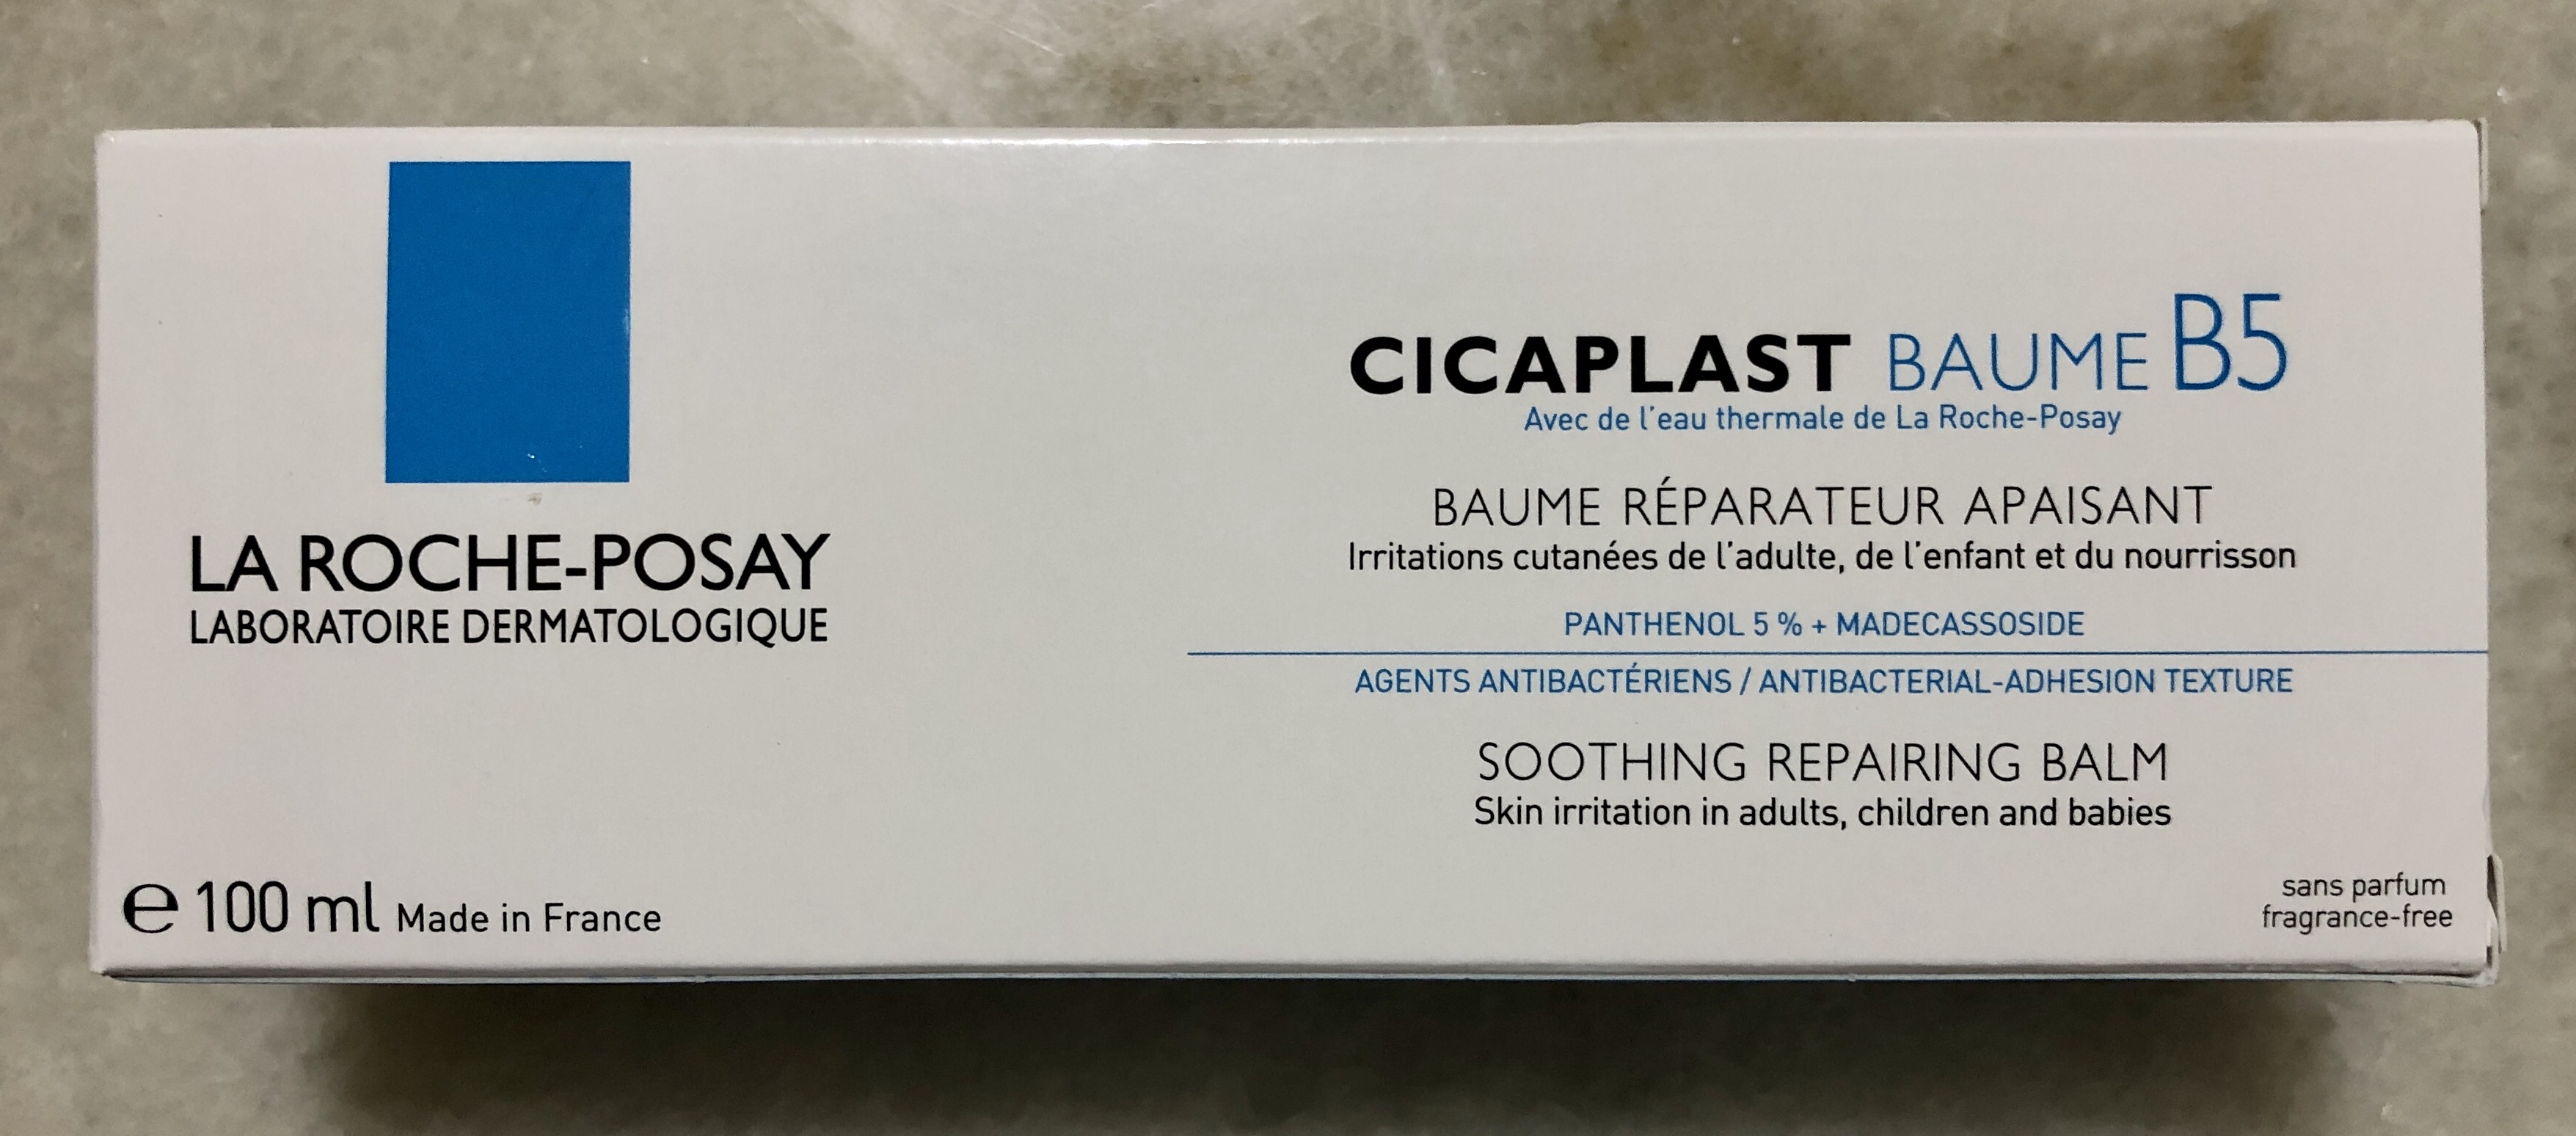 LA ROCHE-POSAY
LABORATOIRE DERMATOLOGIQUE
℮ 100 ml Made in France
CICAPLAST BAUME B5
Avec de l'eau thermale de La Roche-Posay
BAUME RÉPARATEUR APAISANT
Irritations cutanées de l'adulte, de l'enfant et du nourrisson
PANTHENOL 5 % + MADECASSOSIDE
AGENTS ANTIBACTÉRIENS / ANTIBACTERIAL-ADHESION TEXTURE
SOOTHING REPAIRING BALM
Skin irritation in adults, children and babies
sans parfum
fragrance-free